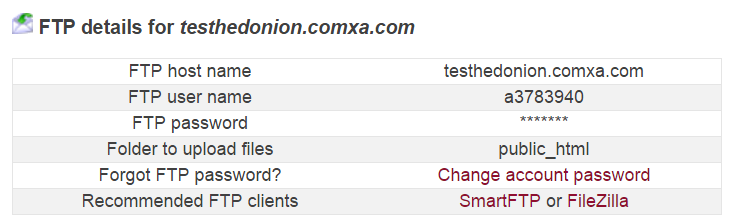 FTP details for testhedonion.comxa.com
FTP host name testhedonion.comxa.com
FTP user name a3783940
FTP password *******
Folder to upload files public_html
Forgot FTP password? Change account password
Recommended FTP clients SmartFTP or FileZilla